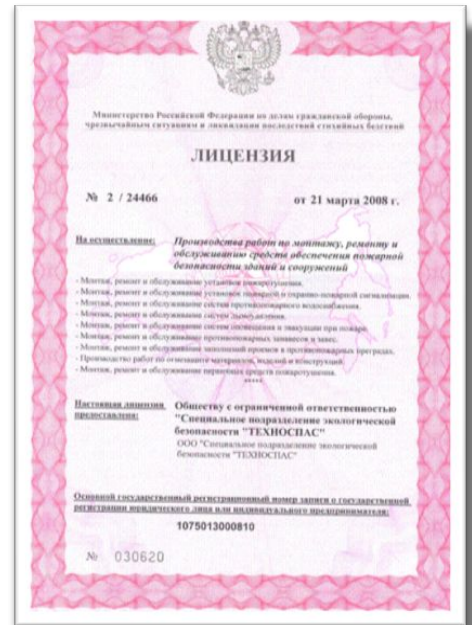 Министерство Российской Федерации по делам гражданской обороны,
чрезвычайным ситуациям и ликвидации последствий стихийных бедствий
ЛИЦЕНЗИЯ
№ 2 / 24466
от 21 марта 2008 г.
На осуществление:
Производства работ по монтажу, ремонту и
обслуживанию средств обеспечения пожарной
безопасности зданий и сооружений
- Монтаж, ремонт и обслуживание установок пожаротушения.
- Монтаж, ремонт и обслуживание установок пожарной и охранно-пожарной сигнализации.
- Монтаж, ремонт и обслуживание систем противопожарного водоснабжения.
- Монтаж, ремонт и обслуживание систем дымоудаления.
- Монтаж, ремонт и обслуживание систем оповещения и эвакуации при пожаре.
- Монтаж, ремонт и обслуживание противопожарных занавесов и завес.
- Монтаж, ремонт и обслуживание заполнений проемов в противопожарных преградах.
- Производство работ по огнезащите материалов, изделий и конструкций.
- Монтаж, ремонт и обслуживание первичных средств пожаротушения.
*****
Настоящая лицензия
предоставлена:
Обществу с ограниченной ответственностью
"Специальное подразделение экологической
безопасности "ТЕХНОСПАС"
ООО "Специальное подразделение экологической
безопасности "ТЕХНОСПАС"
Основной государственный регистрационный номер записи о государственной
регистрации юридического лица или индивидуального предпринимателя:
1075013000810
№ 030620